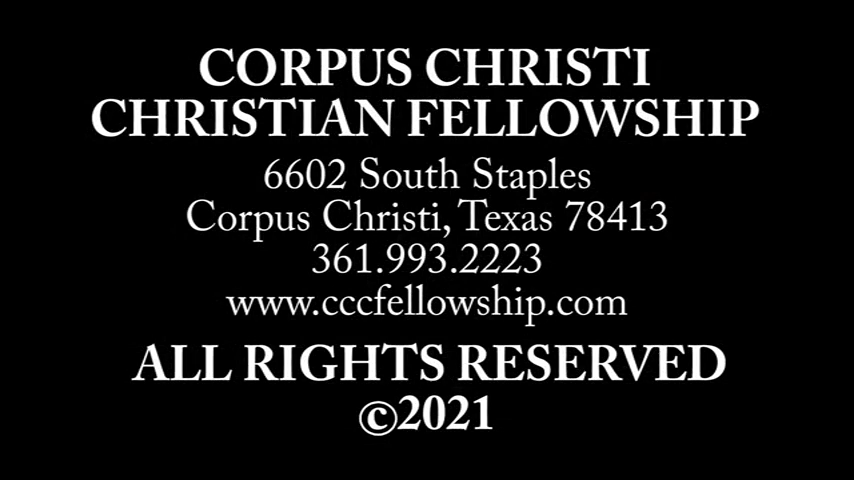 CORPUS CHRISTI
CHRISTIAN FELLOWSHIP
6602 South Staples
Corpus Christi, Texas 78413
361.993.2223
www.cccfellowship.com
ALL RIGHTS RESERVED
©2021